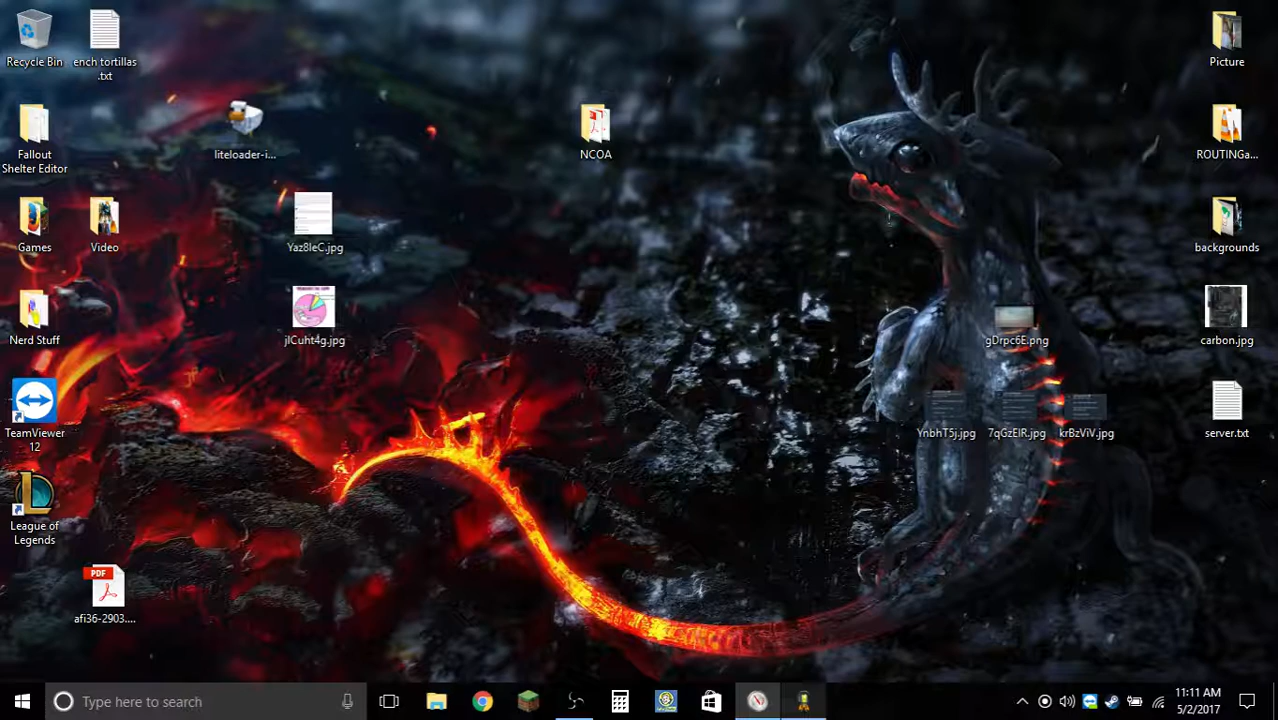 Recycle Bin
ench tortillas
.txt
Picture
Fallout
Shelter Editor
liteloader-i...
NCOA
ROUTINGa...
Games
Video
Yaz8IeC.jpg
backgrounds
Nerd Stuff
jICuht4g.jpg
gDrpc6E.png
carbon.jpg
TeamViewer
12
YnbhT5j.jpg
7qGzEIR.jpg
krBzViV.jpg
server.txt
League of
Legends
PDF
afi36-2903....
Type here to search
11:11 AM
5/2/2017